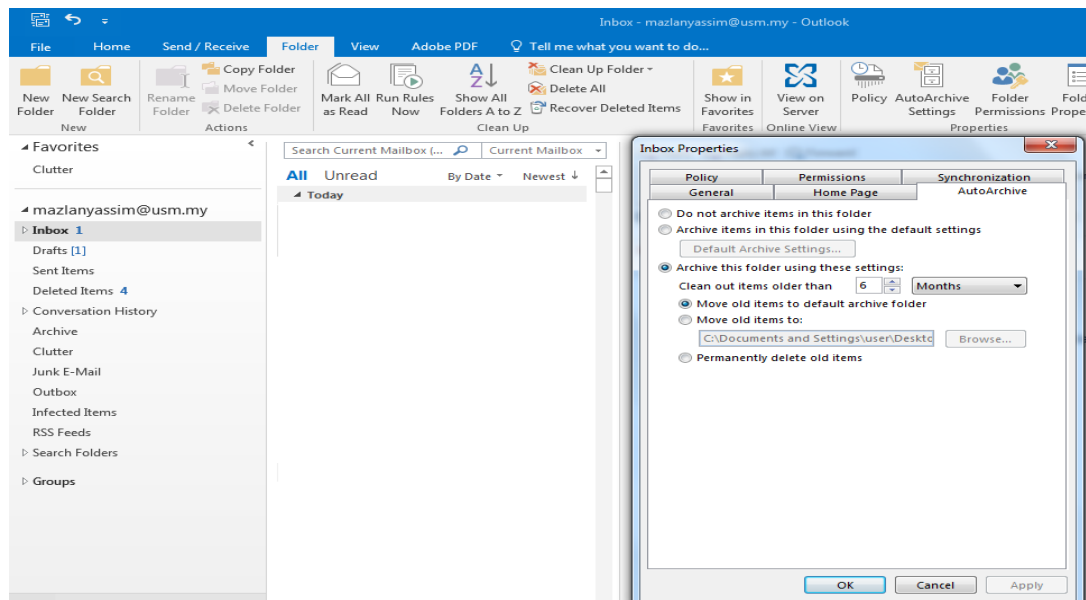 Inbox - mazlanyassim@usm.my - Outlook
File Home Send / Receive Folder View Adobe PDF Tell me what you want to do...
New Folder
New Search Folder
Rename Folder
Copy Folder
Move Folder
Delete Folder
Mark All as Read
Run Rules Now
Show All Folders A to Z
Clean Up Folder
Delete All
Recover Deleted Items
Show in Favorites
View on Server
Policy
AutoArchive Settings
Folder Permissions
New Actions Clean Up Favorites Online View Properties
Favorites
Clutter
mazlanyassim@usm.my
Inbox 1
Drafts [1]
Sent Items
Deleted Items 4
Conversation History
Archive
Clutter
Junk E-Mail
Outbox
Infected Items
RSS Feeds
Search Folders
Groups
Search Current Mailbox (... Current Mailbox
All Unread By Date Newest
Today
Inbox Properties
Policy Permissions Synchronization
General Home Page AutoArchive
Do not archive items in this folder
Archive items in this folder using the default settings
Default Archive Settings...
Archive this folder using these settings:
Clean out items older than 6 Months
Move old items to default archive folder
Move old items to:
C:\Documents and Settings\user\Deskto Browse...
Permanently delete old items
OK Cancel Apply